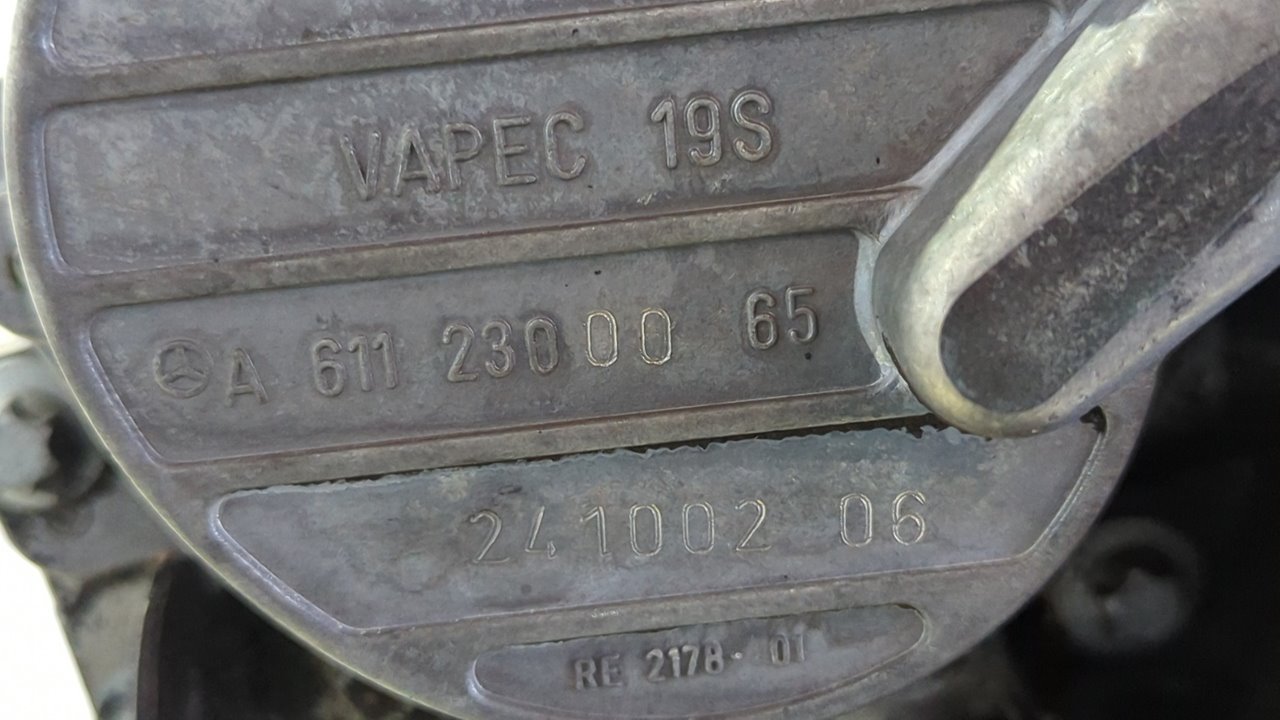 VAPEC 19S
A 611 230 00 65
241002 06
RE 2178- 01